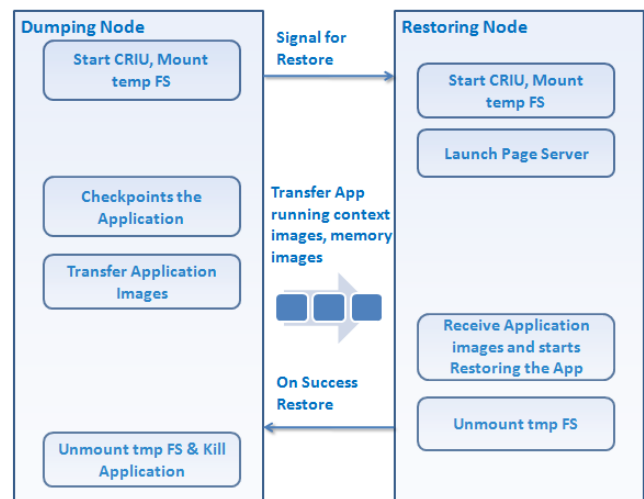 Dumping Node
Start CRIU, Mount
temp FS
Checkpoints the
Application
Transfer Application
Images
Unmount tmp FS & Kill
Application
Signal for
Restore
Transfer App
running context
images, memory
images
On Success
Restore
Restoring Node
Start CRIU, Mount
temp FS
Launch Page Server
Receive Application
images and starts
Restoring the App
Unmount tmp FS